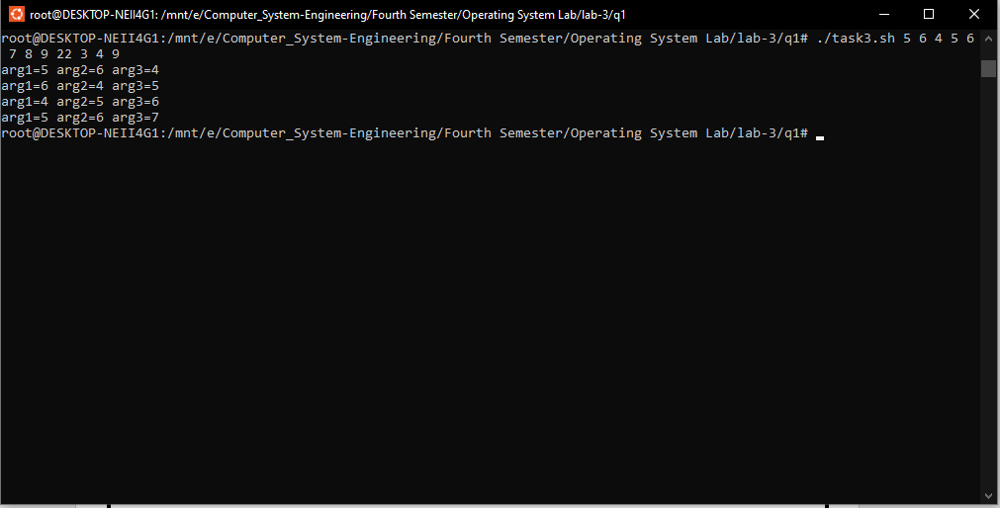 root@DESKTOP-NEII4G1: /mnt/e/Computer_System-Engineering/Fourth Semester/Operating System Lab/lab-3/q1
root@DESKTOP-NEII4G1:/mnt/e/Computer_System-Engineering/Fourth Semester/Operating System Lab/lab-3/q1# ./task3.sh 5 6 4 5 6
7 8 9 22 3 4 9
arg1=5 arg2=6 arg3=4
arg1=6 arg2=4 arg3=5
arg1=4 arg2=5 arg3=6
arg1=5 arg2=6 arg3=7
root@DESKTOP-NEII4G1:/mnt/e/Computer_System-Engineering/Fourth Semester/Operating System Lab/lab-3/q1#